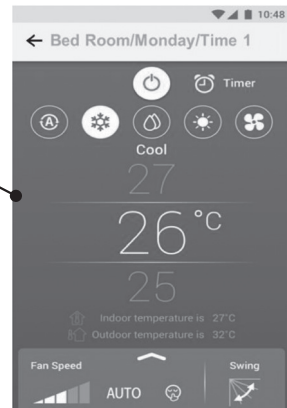 10:48
Bed Room/Monday/Time 1
Timer
A
Cool
27
26°C
25
Indoor temperature is 27°C
Outdoor temperature is 32°C
Fan Speed
Swing
AUTO